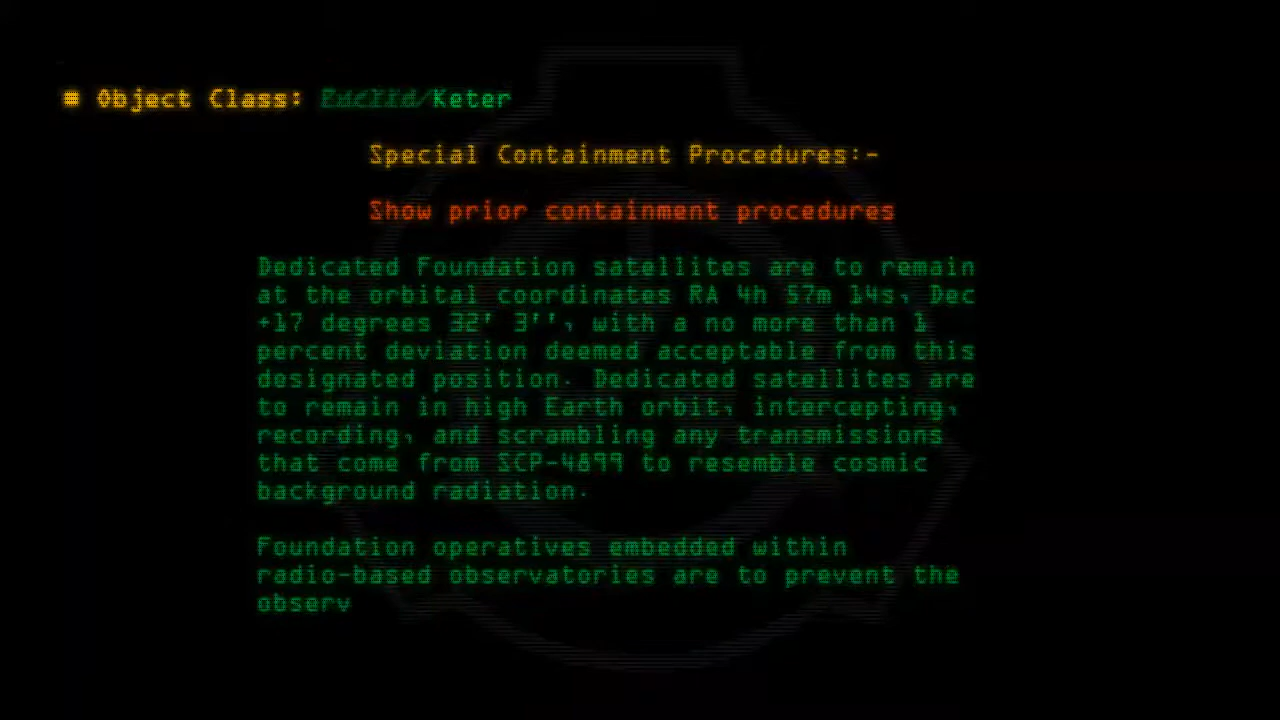 ■ Object Class: Euclid/Keter
Special Containment Procedures:-
Show prior containment procedures
Dedicated Foundation satellites are to remain
at the orbital coordinates RA 4h 57m 14s, Dec
+17 degrees 32' 3'', with a no more than 1
percent deviation deemed acceptable from this
designated position. Dedicated satellites are
to remain in high Earth orbit, intercepting,
recording, and scrambling any transmissions
that come from SCP-4899 to resemble cosmic
background radiation.
Foundation operatives embedded within
radio-based observatories are to prevent the
observ